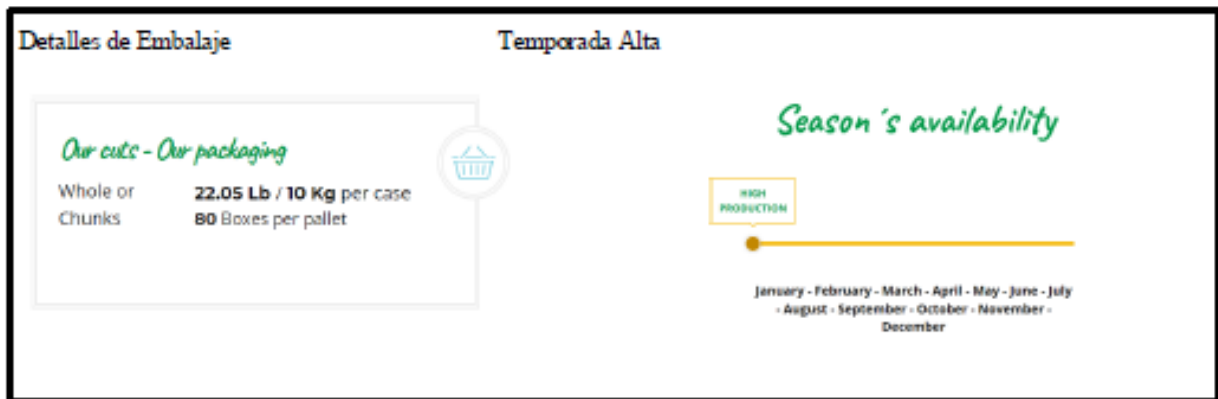 Detalles de Embalaje
Temporada Alta
Our cuts - Our packaging
Whole or
Chunks
22.05 Lb / 10 Kg per case
80 Boxes per pallet
Season´s availability
HIGH
PRODUCTION
January - February - March - April - May - June - July
- August - September - October - November -
December